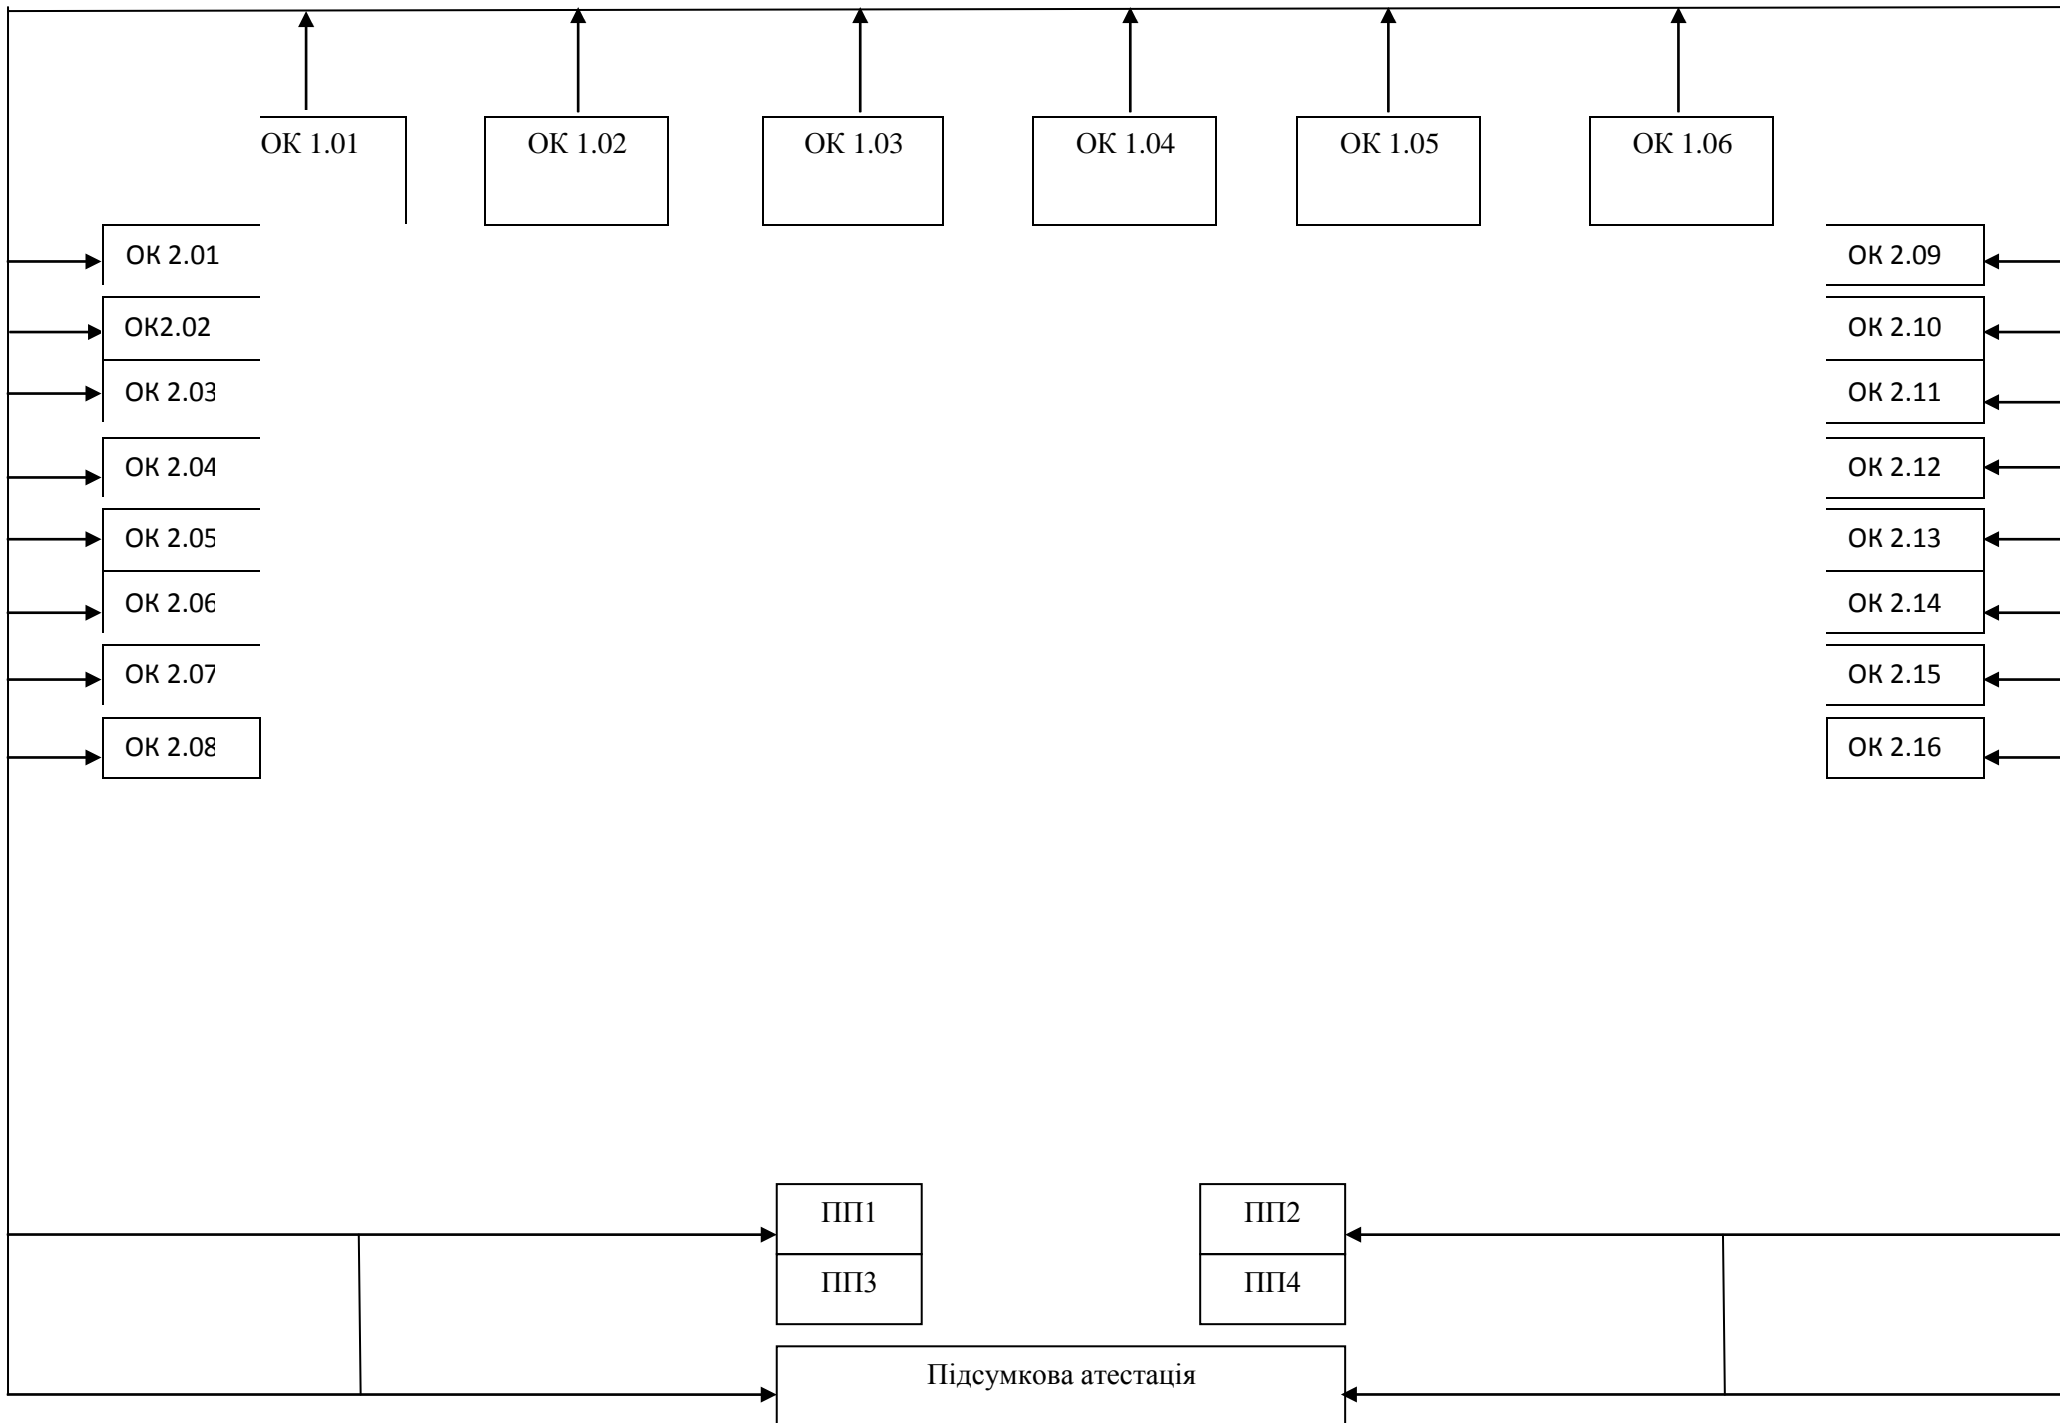 ОК 1.01
ОК 1.02
ОК 1.03
ОК 1.04
ОК 1.05
ОК 1.06
ОК 2.01
ОК2.02
ОК 2.03
ОК 2.04
ОК 2.05
ОК 2.06
ОК 2.07
ОК 2.08
ОК 2.09
ОК 2.10
ОК 2.11
ОК 2.12
ОК 2.13
ОК 2.14
ОК 2.15
ОК 2.16
ПП1
ПП2
ПП3
ПП4
Підсумкова атестація